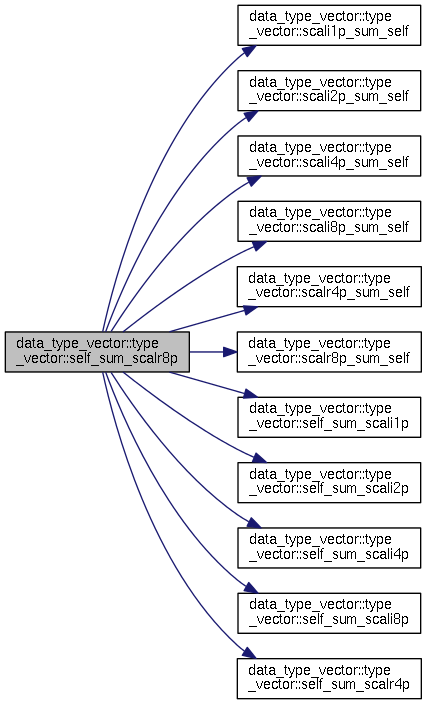 data_type_vector::type
_vector::scali1p_sum_self
data_type_vector::type
_vector::scali2p_sum_self
data_type_vector::type
_vector::scali4p_sum_self
data_type_vector::type
_vector::scali8p_sum_self
data_type_vector::type
_vector::scalr4p_sum_self
data_type_vector::type
_vector::self_sum_scalr8p
data_type_vector::type
_vector::scalr8p_sum_self
data_type_vector::type
_vector::self_sum_scali1p
data_type_vector::type
_vector::self_sum_scali2p
data_type_vector::type
_vector::self_sum_scali4p
data_type_vector::type
_vector::self_sum_scali8p
data_type_vector::type
_vector::self_sum_scalr4p